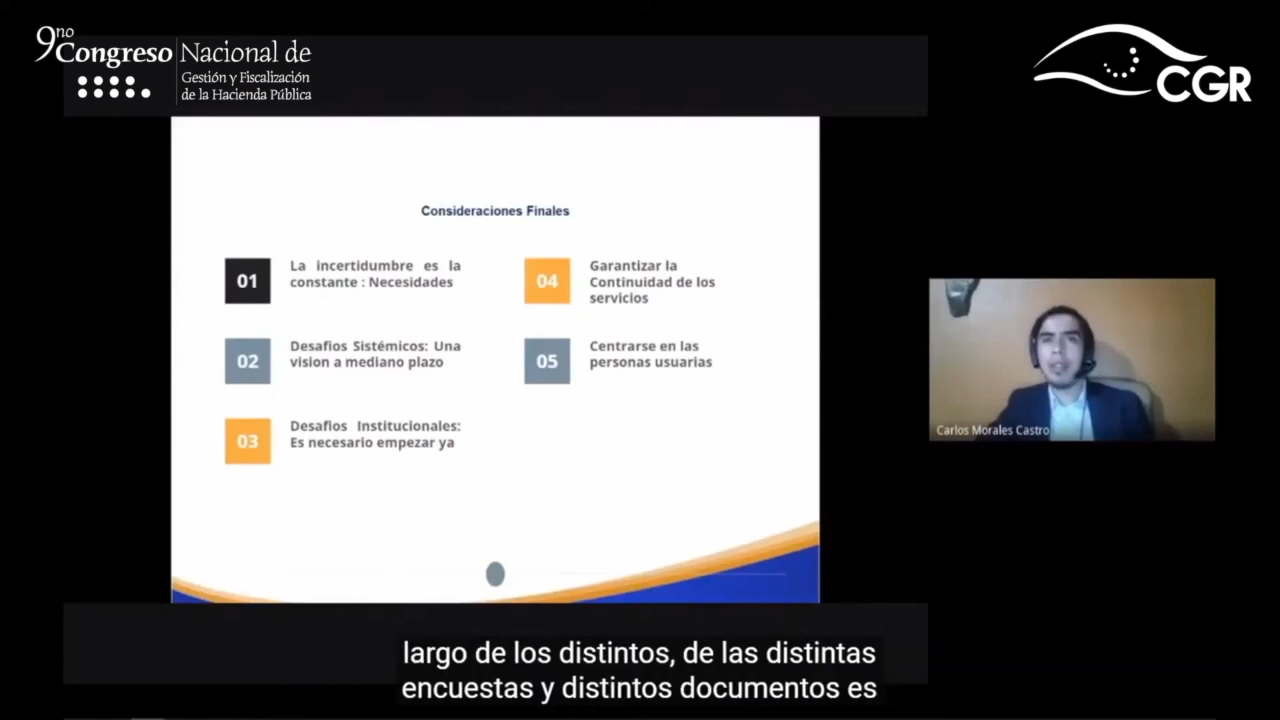 9no
Congreso
Nacional de
Gestión y Fiscalización
de la Hacienda Pública
CGR
Consideraciones Finales
01
La incertidumbre es la
constante : Necesidades
02
Desafios Sistémicos: Una
vision a mediano plazo
03
Desafios Institucionales:
Es necesario empezar ya
04
Garantizar la
Continuidad de los
servicios
05
Centrarse en las
personas usuarias
Carlos Morales Castro
largo de los distintos, de las distintas
encuestas y distintos documentos es